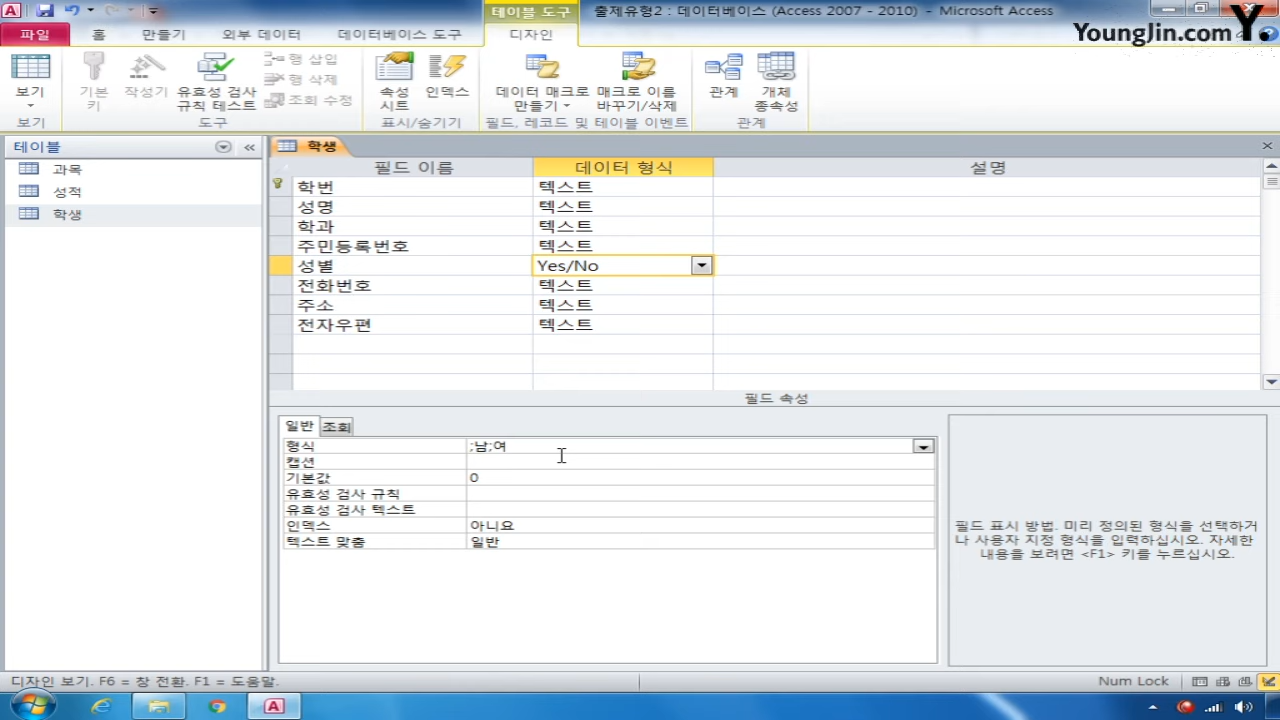 테이블 도구
출제유형2 : 데이터베이스 (Access 2007 - 2010) - Microsoft Access
YoungJin.com Y.
파일 홈 만들기 외부 데이터 데이터베이스 도구 디자인
보기 기본 키 작성기 유효성 검사 규칙 테스트 행 삽입 행 삭제 조회 수정 속성 시트 인덱스 데이터 매크로 만들기 매크로 이름 바꾸기/삭제 관계 개체 종속성
보기 도구 표시/숨기기 필드, 레코드 및 테이블 이벤트 관계
테이블
과목
성적
학생
학생
필드 이름 데이터 형식 설명
학번 텍스트
성명 텍스트
학과 텍스트
주민등록번호 텍스트
성별 Yes/No
전화번호 텍스트
주소 텍스트
전자우편 텍스트
필드 속성
일반 조회
형식 ;남;여
캡션
기본값 0
유효성 검사 규칙
유효성 검사 텍스트
인덱스 아니요
텍스트 맞춤 일반
필드 표시 방법. 미리 정의된 형식을 선택하거
나 사용자 지정 형식을 입력하십시오. 자세한
내용을 보려면 <F1> 키를 누르십시오.
디자인 보기. F6 = 창 전환. F1 = 도움말.
Num Lock